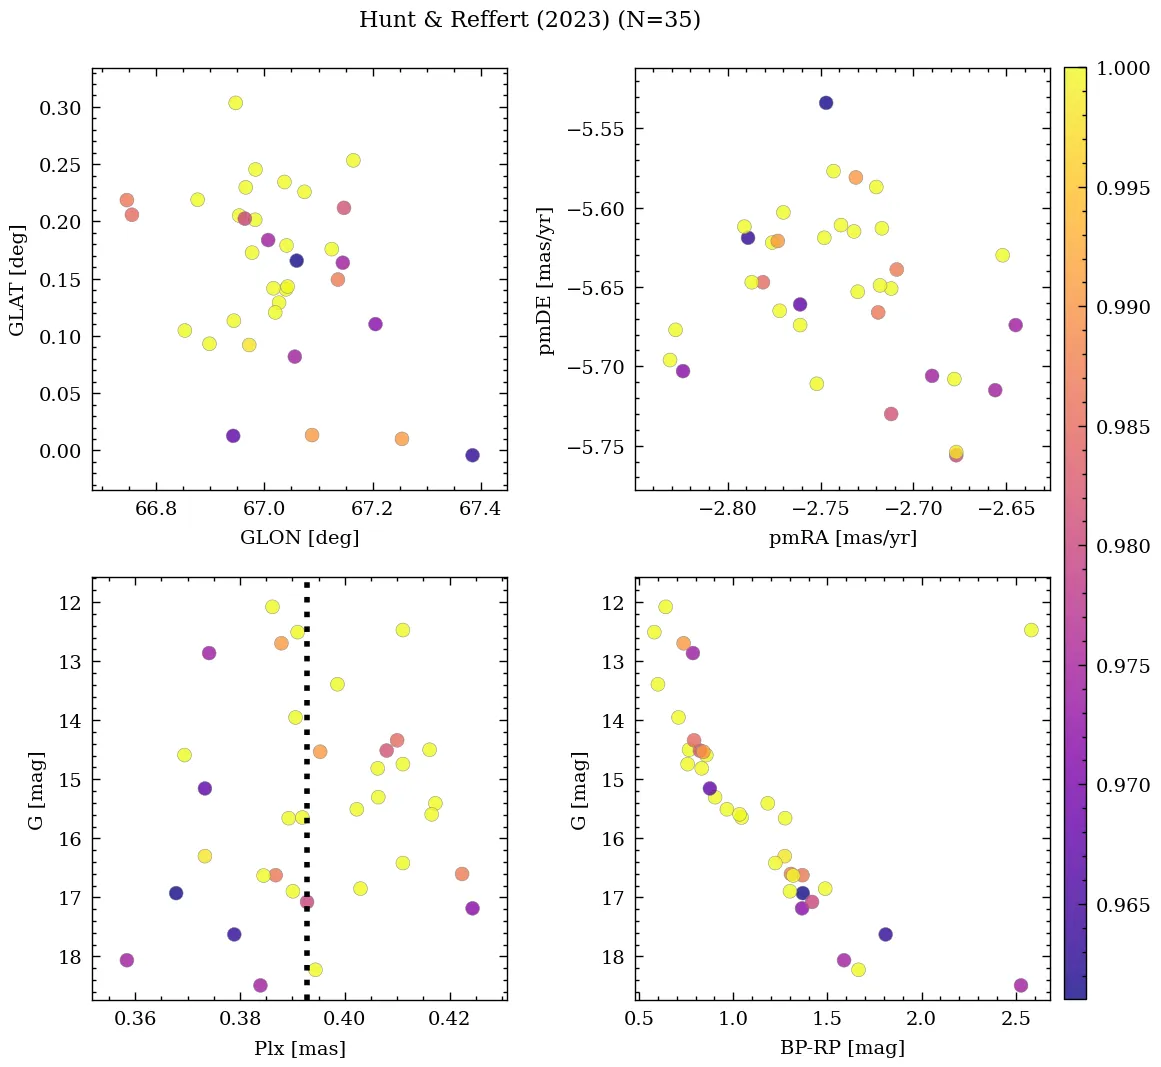 Hunt & Reffert (2023) (N=35)
0.30
0.25
0.20
0.15
0.10
0.05
0.00
GLAT [deg]
66.8 67.0 67.2 67.4
GLON [deg]
−5.55
−5.60
−5.65
−5.70
−5.75
pmDE [mas/yr]
−2.80 −2.75 −2.70 −2.65
pmRA [mas/yr]
12
13
14
15
16
17
18
G [mag]
0.36 0.38 0.40 0.42
Plx [mas]
12
13
14
15
16
17
18
G [mag]
0.5 1.0 1.5 2.0 2.5
BP-RP [mag]
1.000
0.995
0.990
0.985
0.980
0.975
0.970
0.965